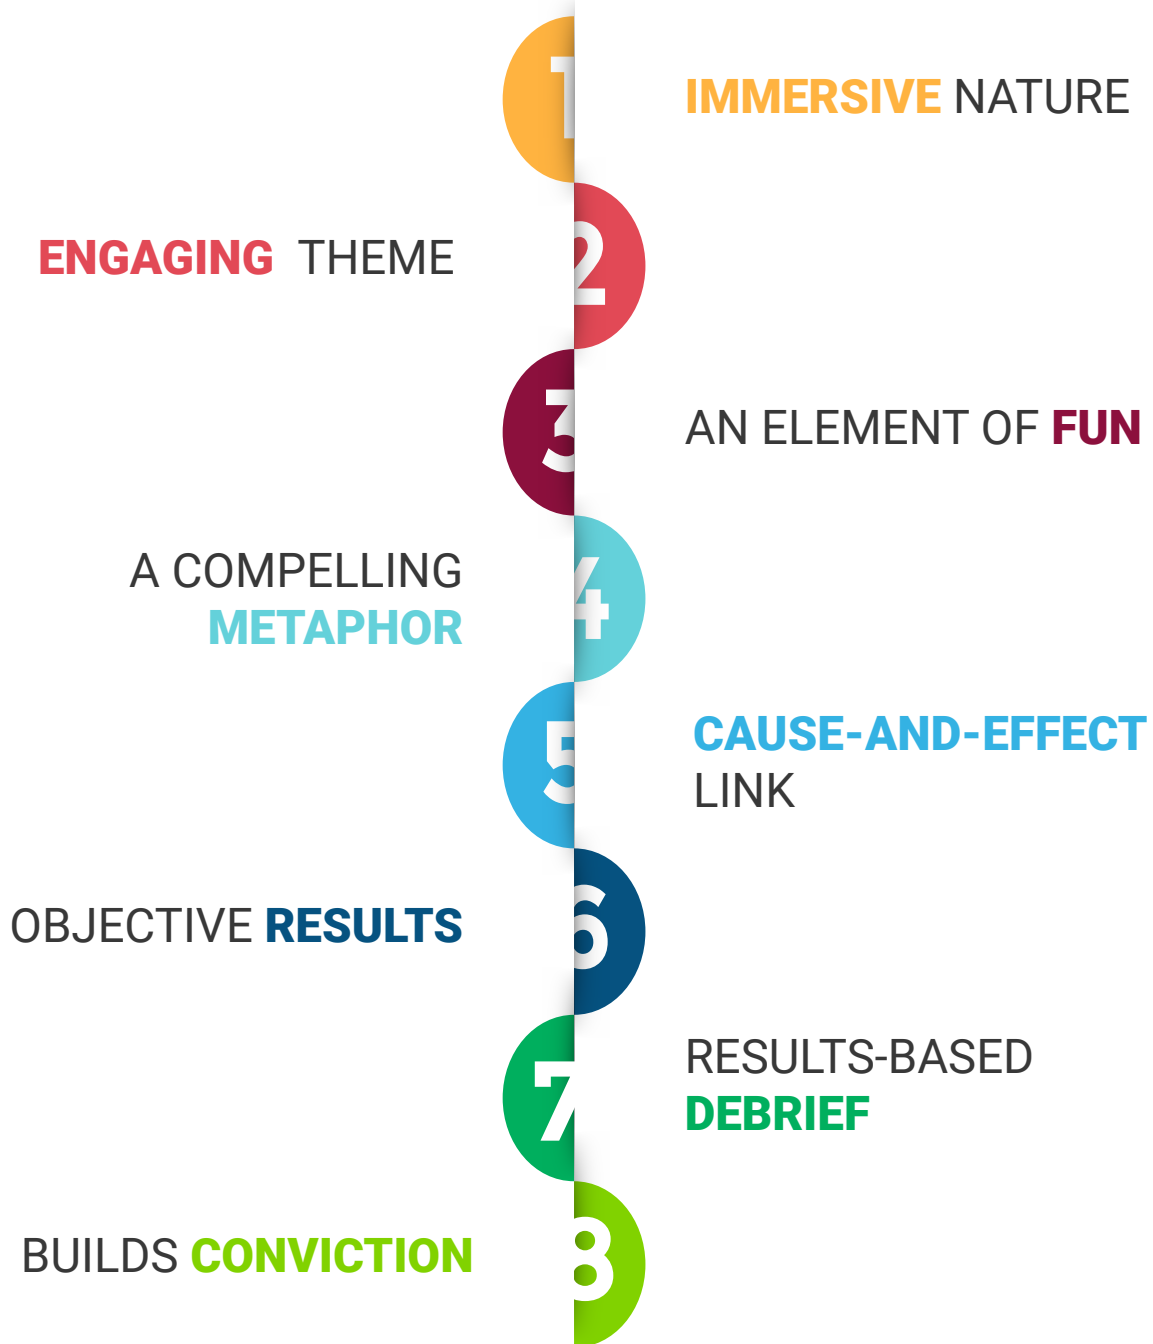 1
IMMERSIVE NATURE
2
ENGAGING THEME
3
AN ELEMENT OF FUN
4
A COMPELLING
METAPHOR
5
CAUSE-AND-EFFECT
LINK
6
OBJECTIVE RESULTS
7
RESULTS-BASED
DEBRIEF
8
BUILDS CONVICTION